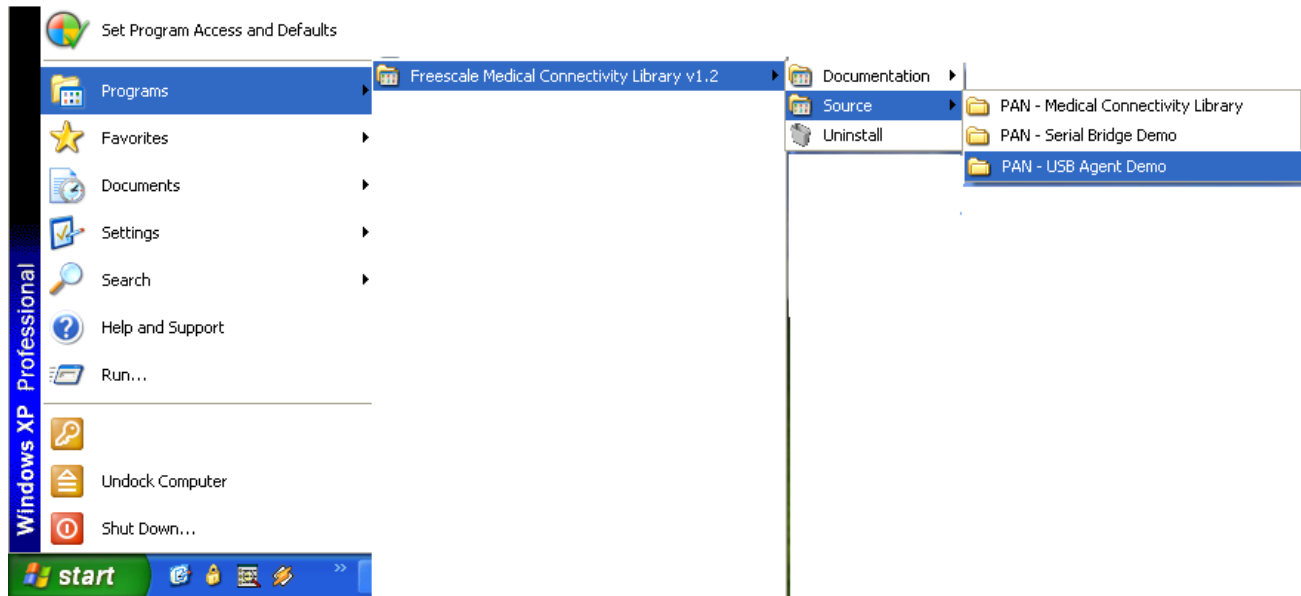 Set Program Access and Defaults
Programs
Favorites
Documents
Settings
Search
Help and Support
Run...
Undock Computer
Shut Down...
Windows XP Professional
start
Freescale Medical Connectivity Library v1.2
Documentation
Source
Uninstall
PAN - Medical Connectivity Library
PAN - Serial Bridge Demo
PAN - USB Agent Demo